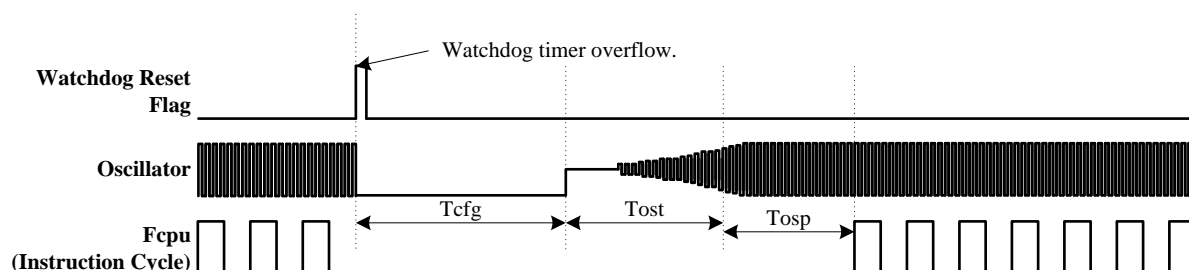 Watchdog timer overflow.
Watchdog Reset
Flag
Oscillator
Tcfg
Tost
Tosp
Fcpu
(Instruction Cycle)